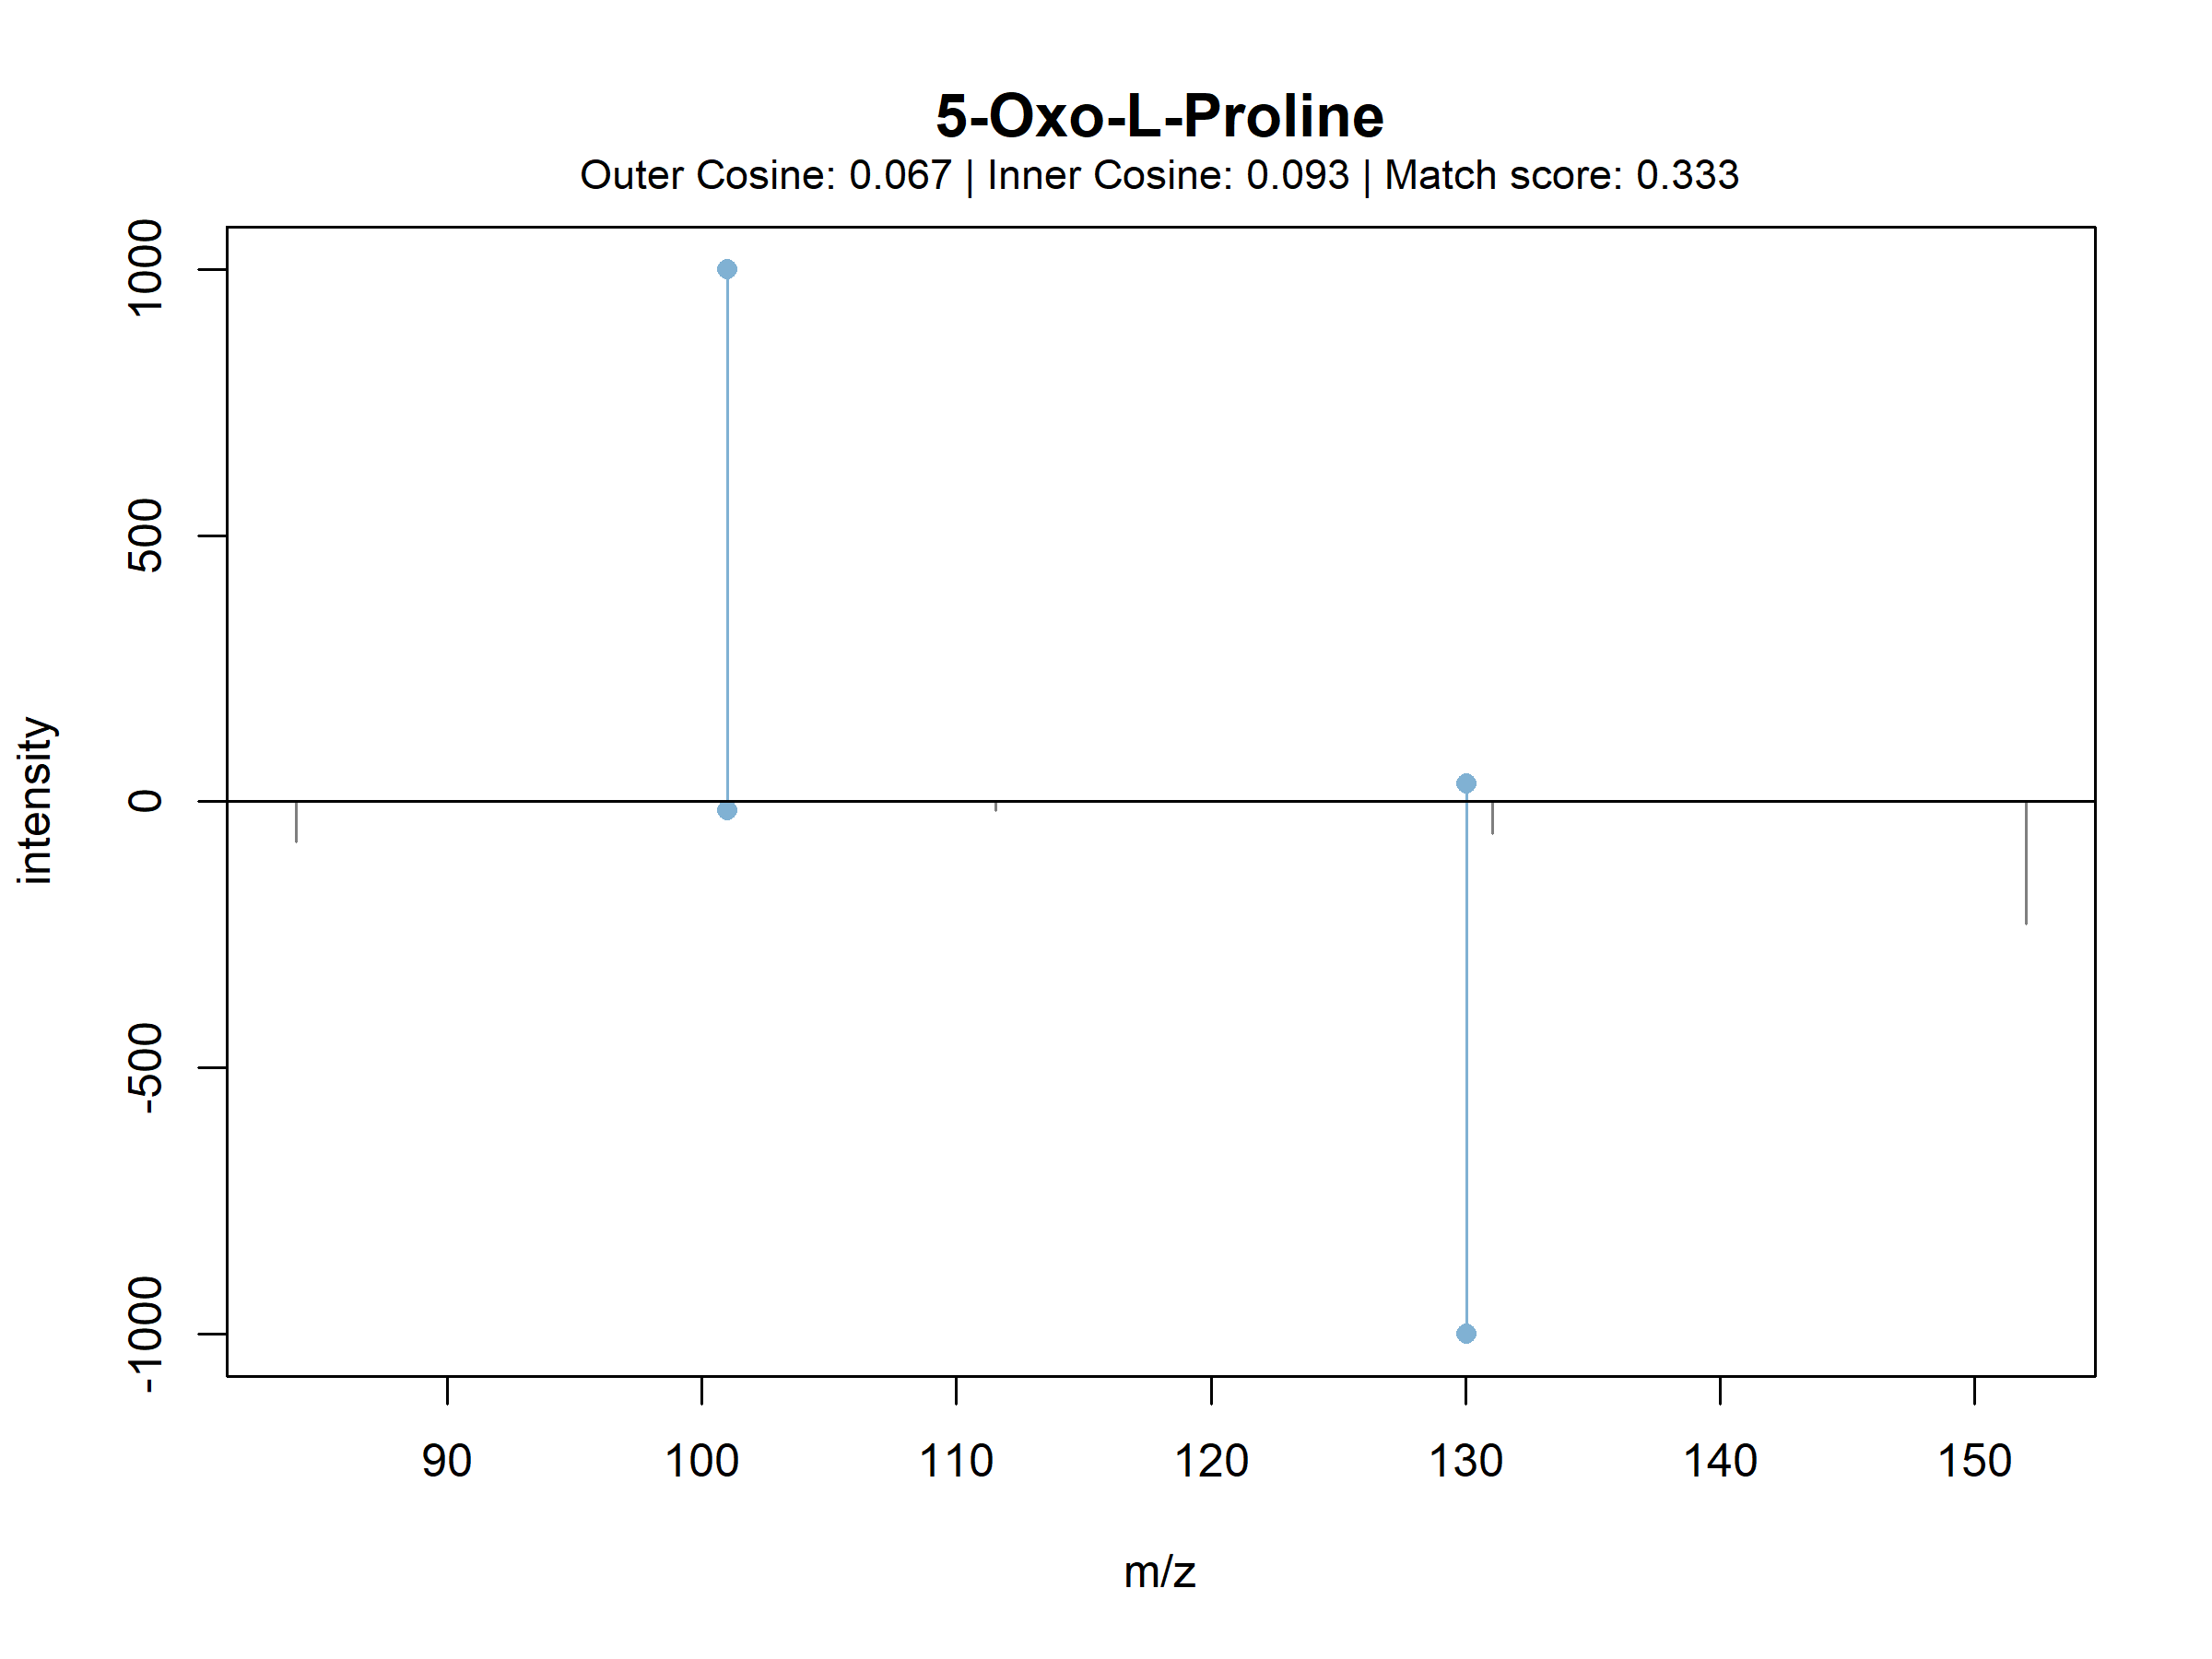 5-Oxo-L-Proline
Outer Cosine: 0.067 | Inner Cosine: 0.093 | Match score: 0.333
1000
500
0
-500
-1000
intensity
90 100 110 120 130 140 150
m/z